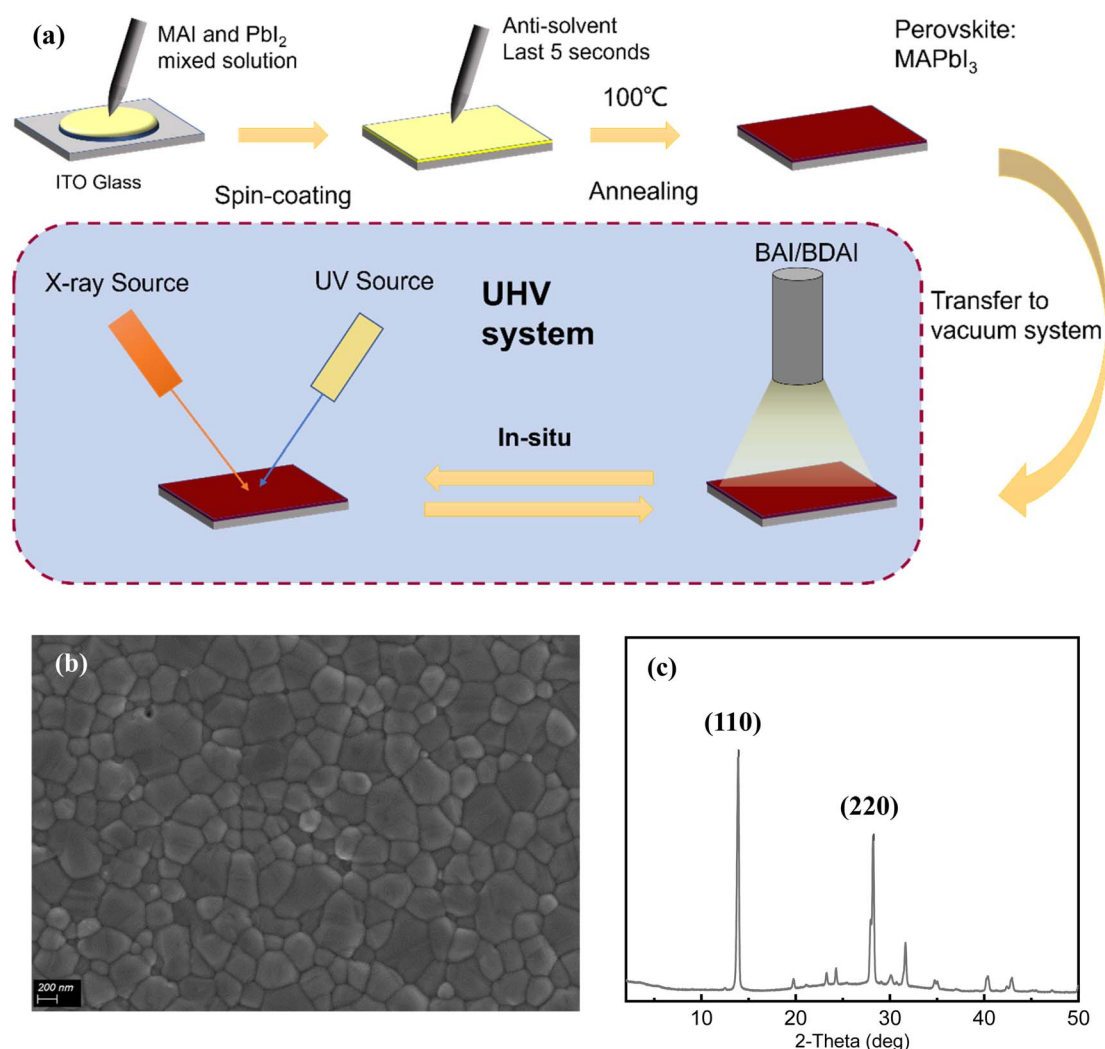 (a)
MAI and PbI₂
mixed solution
ITO Glass
Spin-coating
Anti-solvent
Last 5 seconds
100℃
Annealing
Perovskite:
MAPbI₃
Transfer to
vacuum system
X-ray Source
UV Source
UHV
system
In-situ
BAI/BDAI
(b)
200 nm
(c)
(110)
(220)
10 20 30 40 50
2-Theta (deg)